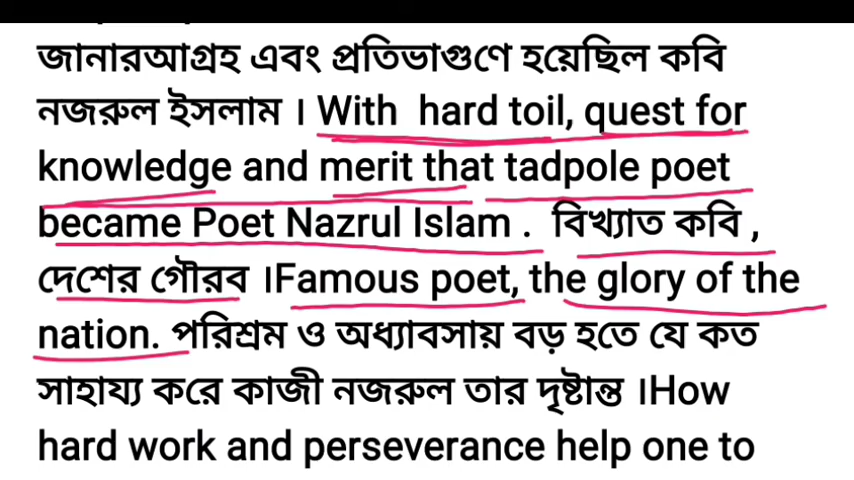 জানারআগ্রহ এবং প্রতিভাগুণে হয়েছিল কবি
নজরুল ইসলাম । With hard toil, quest for
knowledge and merit that tadpole poet
became Poet Nazrul Islam . বিখ্যাত কবি ,
দেশের গৌরব ।Famous poet, the glory of the
nation. পরিশ্রম ও অধ্যাবসায় বড় হতে যে কত
সাহায্য করে কাজী নজরুল তার দৃষ্টান্ত ।How
hard work and perseverance help one to